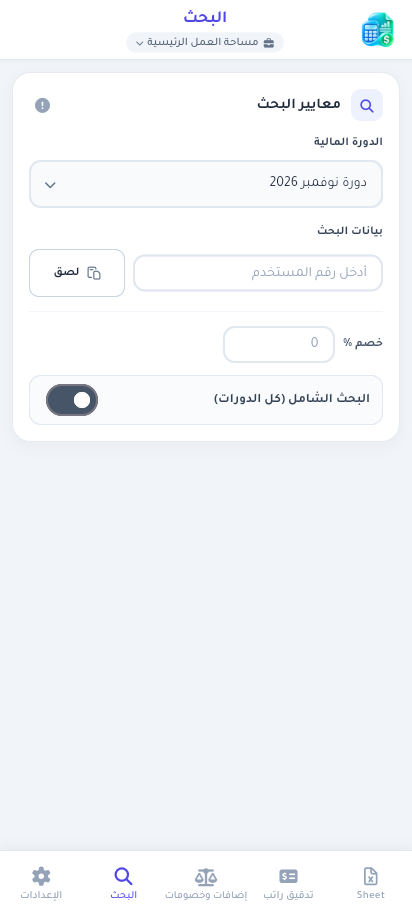 البحث
مساحة العمل الرئيسية
معايير البحث
الدورة المالية
دورة نوفمبر 2026
بيانات البحث
أدخل رقم المستخدم
لصق
خصم %
0
البحث الشامل (كل الدورات)
Sheet
تدقيق راتب
إضافات وخصومات
البحث
الإعدادات